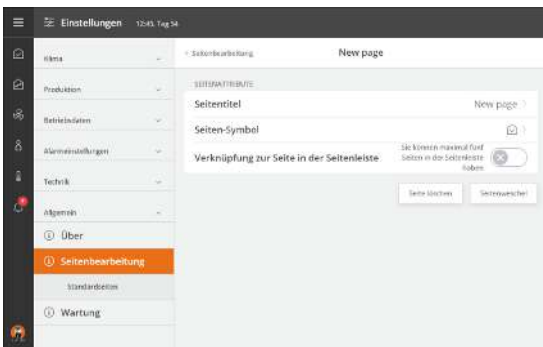 Einstellungen 12:45, Tag 54
Klima
Produktion
Betriebsdaten
Alarmeinstellungen
Technik
Allgemein
Über
Seitenbearbeitung
Standardseiten
Wartung
Seitenbearbeitung
New page
SEITENATTRIBUTE
Seitentitel New page
Seiten-Symbol
Verknüpfung zur Seite in der Seitenleiste
Sie können maximal fünf
Seiten in der Seitenleiste
haben
Seite löschen